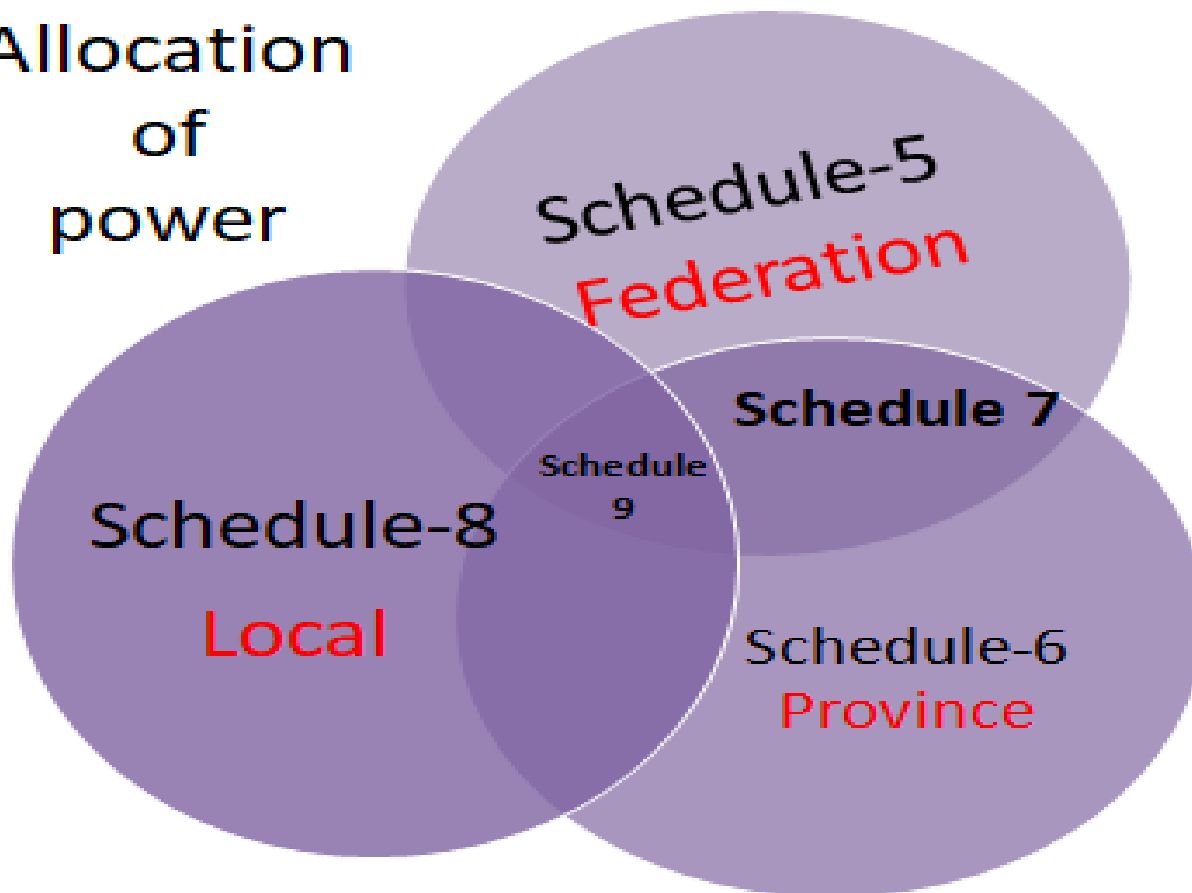 Allocation
of
power
Schedule-5
Federation
Schedule 7
Schedule
9
Schedule-8
Local
Schedule-6
Province